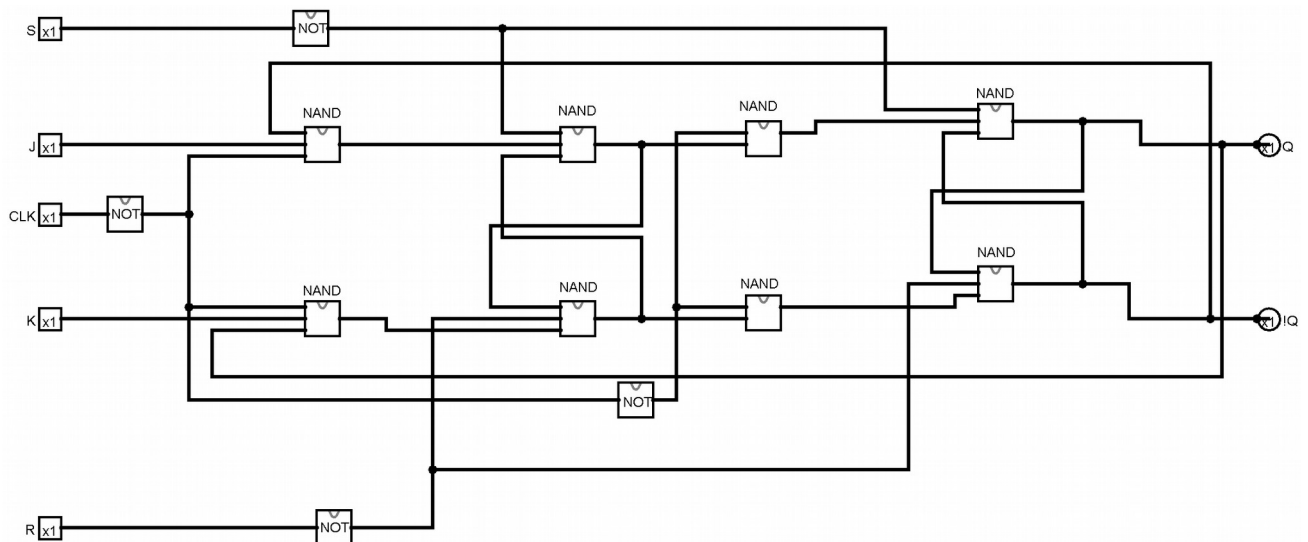 S x1 NOT
NAND NAND NAND NAND
J x1 x1 Q
CLK x1 NOT
NAND NAND NAND NAND
K x1 x1 !Q
NOT
R x1 NOT